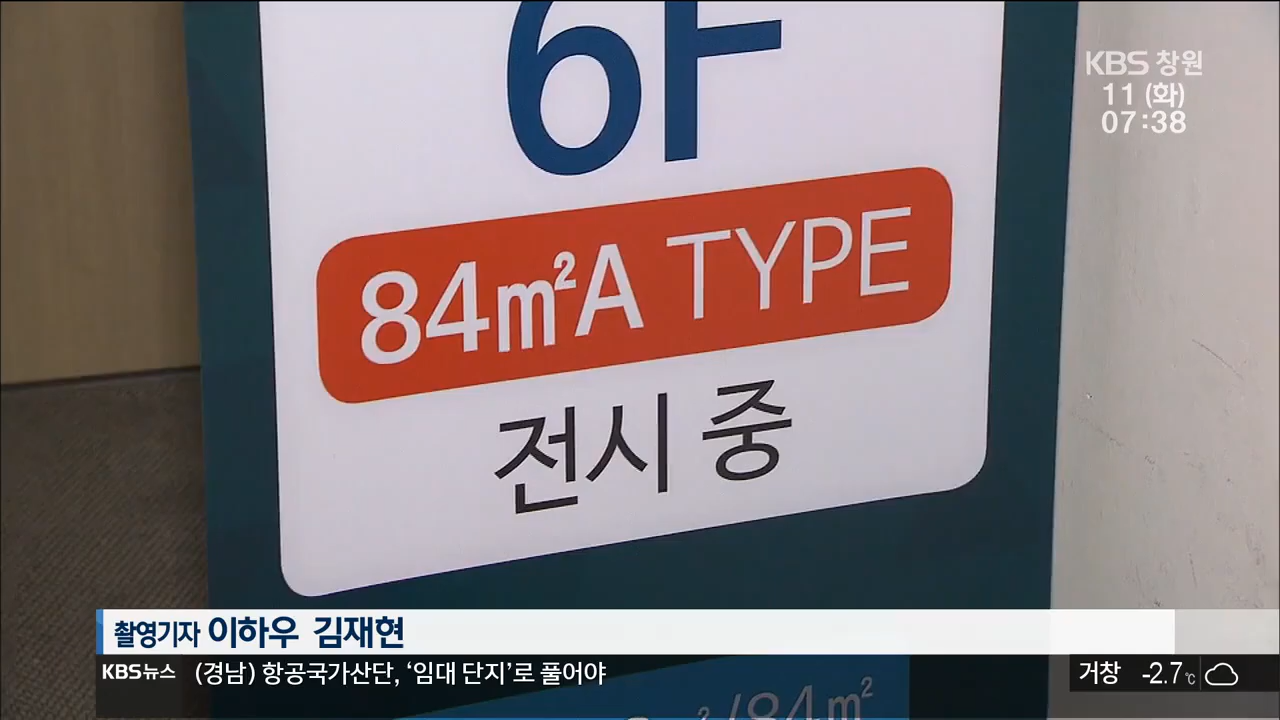 6F
KBS 창원
11 (화)
07:38
84㎡A TYPE
전시 중
촬영기자 이하우 김재현
KBS뉴스 (경남) 항공국가산단, ‘임대 단지’로 풀어야
거창 -2.7℃
/84㎡